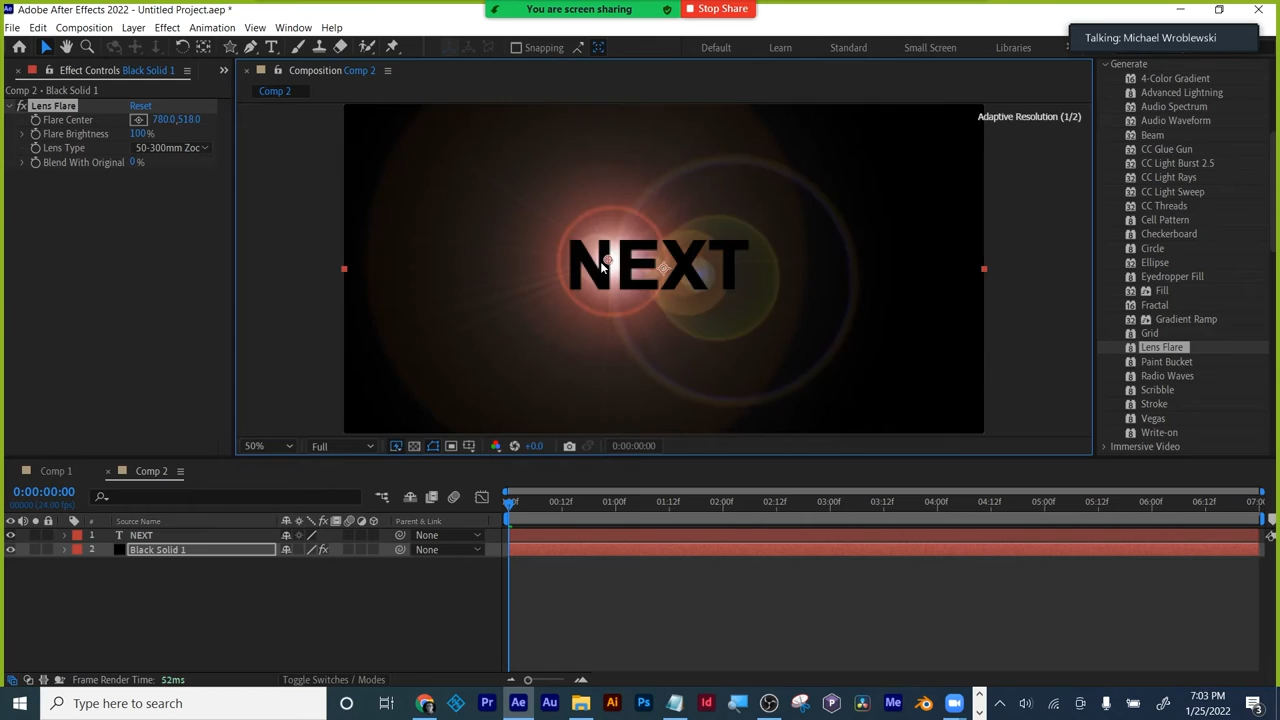 Adobe After Effects 2022 - Untitled Project.aep *
You are screen sharing
Stop Share
File Edit Composition Layer Effect Animation View Window Help
Talking: Michael Wroblewski
Snapping
Default Learn Standard Small Screen Libraries
Effect Controls Black Solid 1
Composition Comp 2
Comp 2 • Black Solid 1
Comp 2
fx Lens Flare Reset
Flare Center 780.0,518.0
Flare Brightness 100%
Lens Type 50-300mm Zoc
Blend With Original 0%
Adaptive Resolution (1/2)
NEXT
Generate
4-Color Gradient
Advanced Lightning
Audio Spectrum
Audio Waveform
Beam
CC Glue Gun
CC Light Burst 2.5
CC Light Rays
CC Light Sweep
CC Threads
Cell Pattern
Checkerboard
Circle
Ellipse
Eyedropper Fill
Fill
Fractal
Gradient Ramp
Grid
Lens Flare
Paint Bucket
Radio Waves
Scribble
Stroke
Vegas
Write-on
Immersive Video
50% Full +0.0 0:00:00:00
Comp 1 Comp 2
0:00:00:00
00000 (24.00 fps)
00:12f 01:00f 01:12f 02:00f 02:12f 03:00f 03:12f 04:00f 04:12f 05:00f 05:12f 06:00f 06:12f 07:00
# Source Name Parent & Link
1 T NEXT None
2 Black Solid 1 None
Frame Render Time: 52ms
Toggle Switches / Modes
Type here to search
7:03 PM
1/25/2022